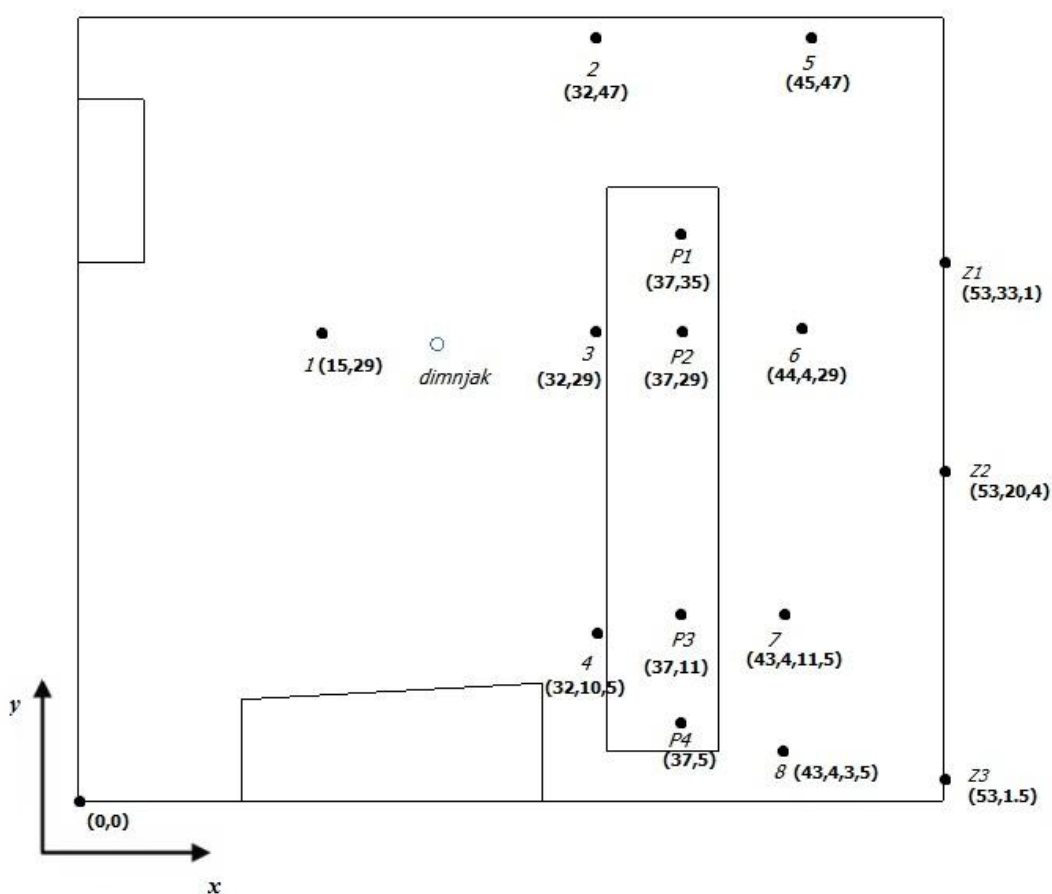 2
(32,47)
5
(45,47)
P1
(37,35)
Z1
(53,33,1)
1 (15,29)
dimnjak
3
(32,29)
P2
(37,29)
6
(44,4,29)
Z2
(53,20,4)
4
(32,10,5)
P3
(37,11)
7
(43,4,11,5)
P4
(37,5)
8 (43,4,3,5)
Z3
(53,1.5)
y
(0,0)
x